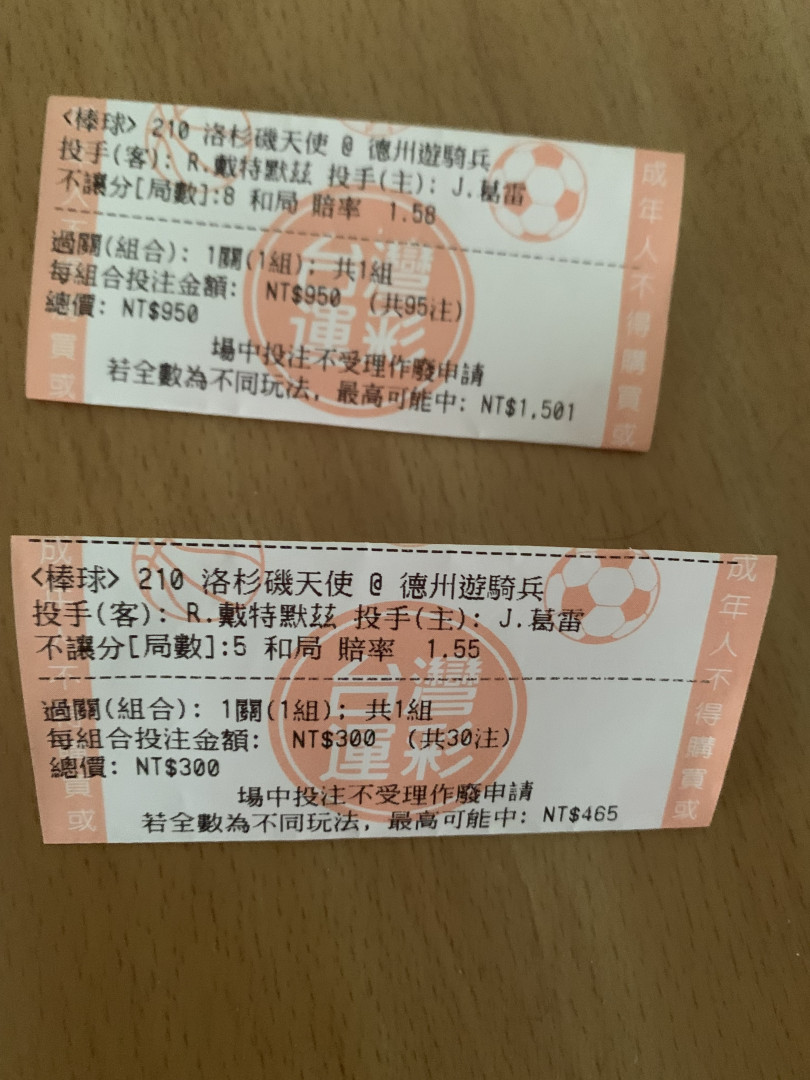 <棒球> 210 洛杉磯天使 @ 德州遊騎兵
投手(客): R.戴特默茲 投手(主): J.葛雷
不讓分[局數]:8 和局 賠率 1.58
過關(組合): 1關(1組); 共1組
每組合投注金額: NT$950 (共95注)
總價: NT$950
場中投注不受理作廢申請
若全數為不同玩法, 最高可能中: NT$1,501
台灣
運彩
成年人不得購買或
買或
<棒球> 210 洛杉磯天使 @ 德州遊騎兵
投手(客): R.戴特默茲 投手(主): J.葛雷
不讓分[局數]:5 和局 賠率 1.55
過關(組合): 1關(1組); 共1組
每組合投注金額: NT$300 (共30注)
總價: NT$300
場中投注不受理作廢申請
若全數為不同玩法, 最高可能中: NT$465
台灣
運彩
成年人不得購買或